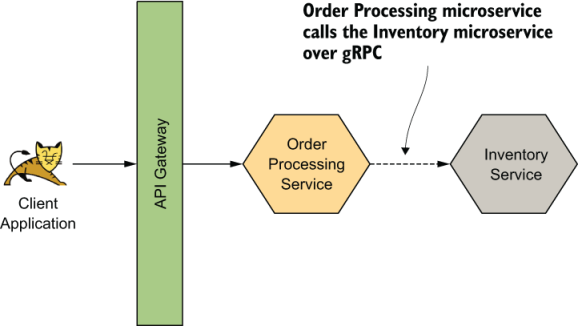 Order Processing microservice
calls the Inventory microservice
over gRPC
Client
Application
API Gateway
Order
Processing
Service
Inventory
Service